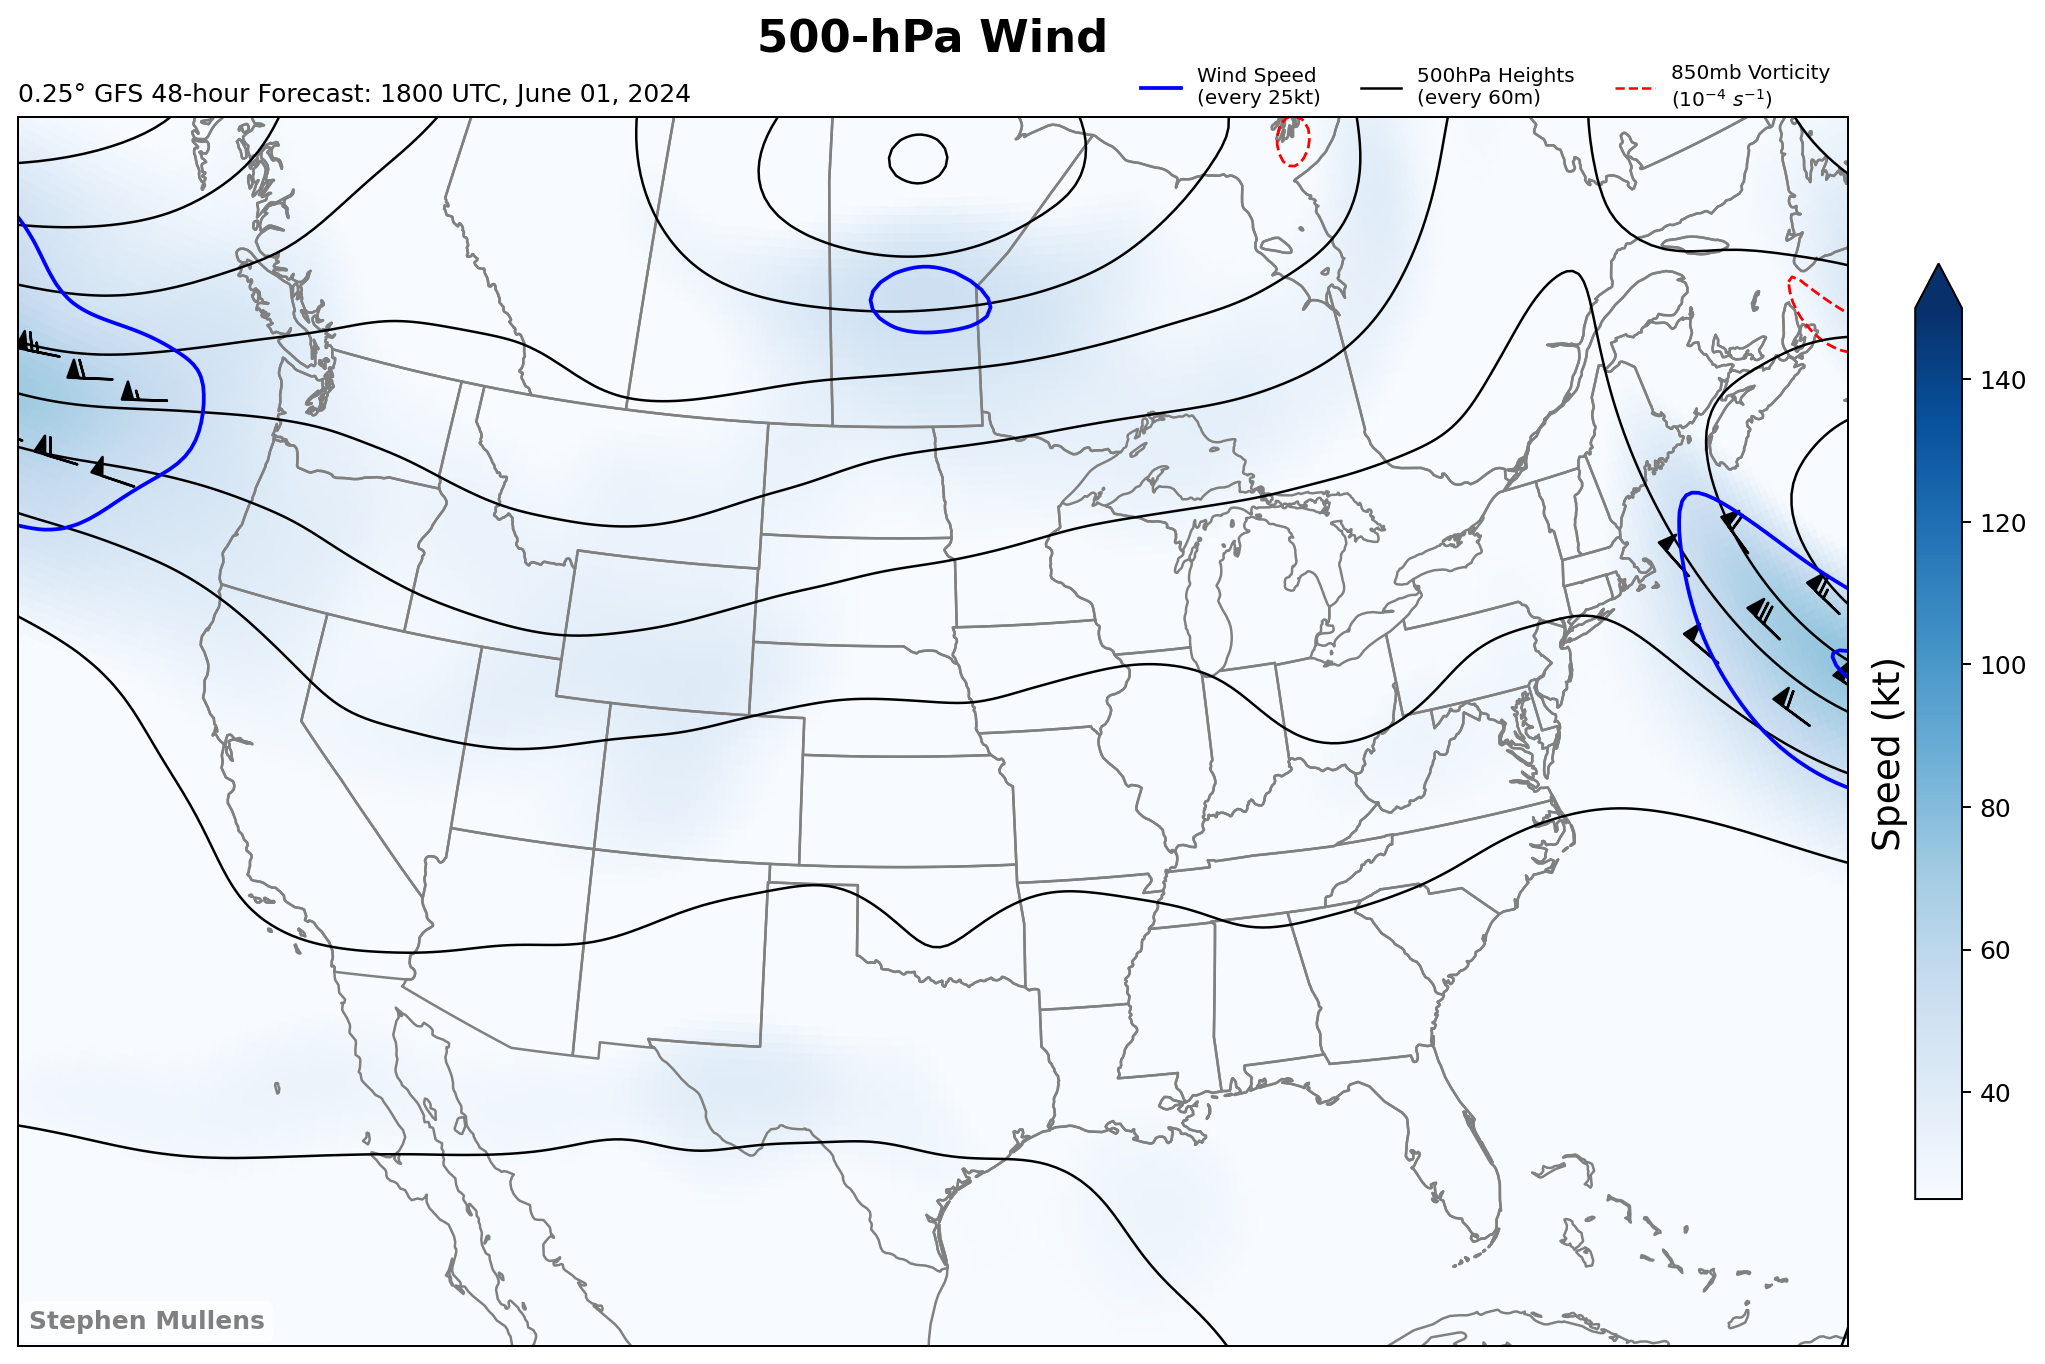 500-hPa Wind
0.25° GFS 48-hour Forecast: 1800 UTC, June 01, 2024
Wind Speed
(every 25kt)
500hPa Heights
(every 60m)
850mb Vorticity
(10⁻⁴ s⁻¹)
140
120
100
80
60
40
Speed (kt)
Stephen Mullens